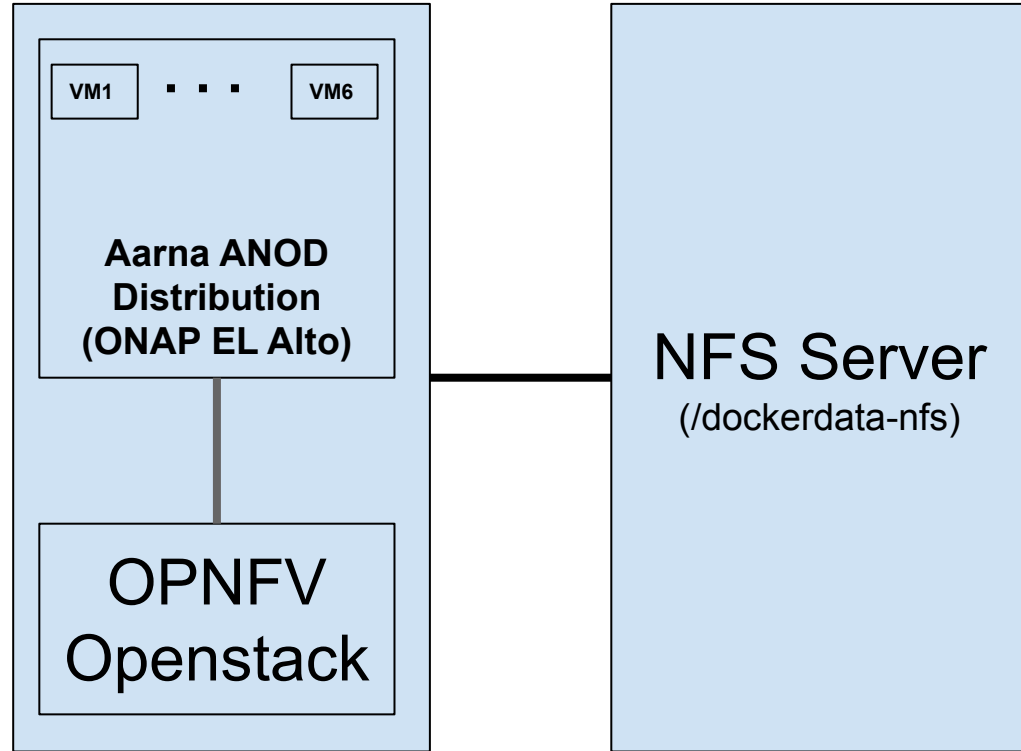 VM1 . . . VM6
Aarna ANOD
Distribution
(ONAP EL Alto)
NFS Server
(/dockerdata-nfs)
OPNFV
Openstack